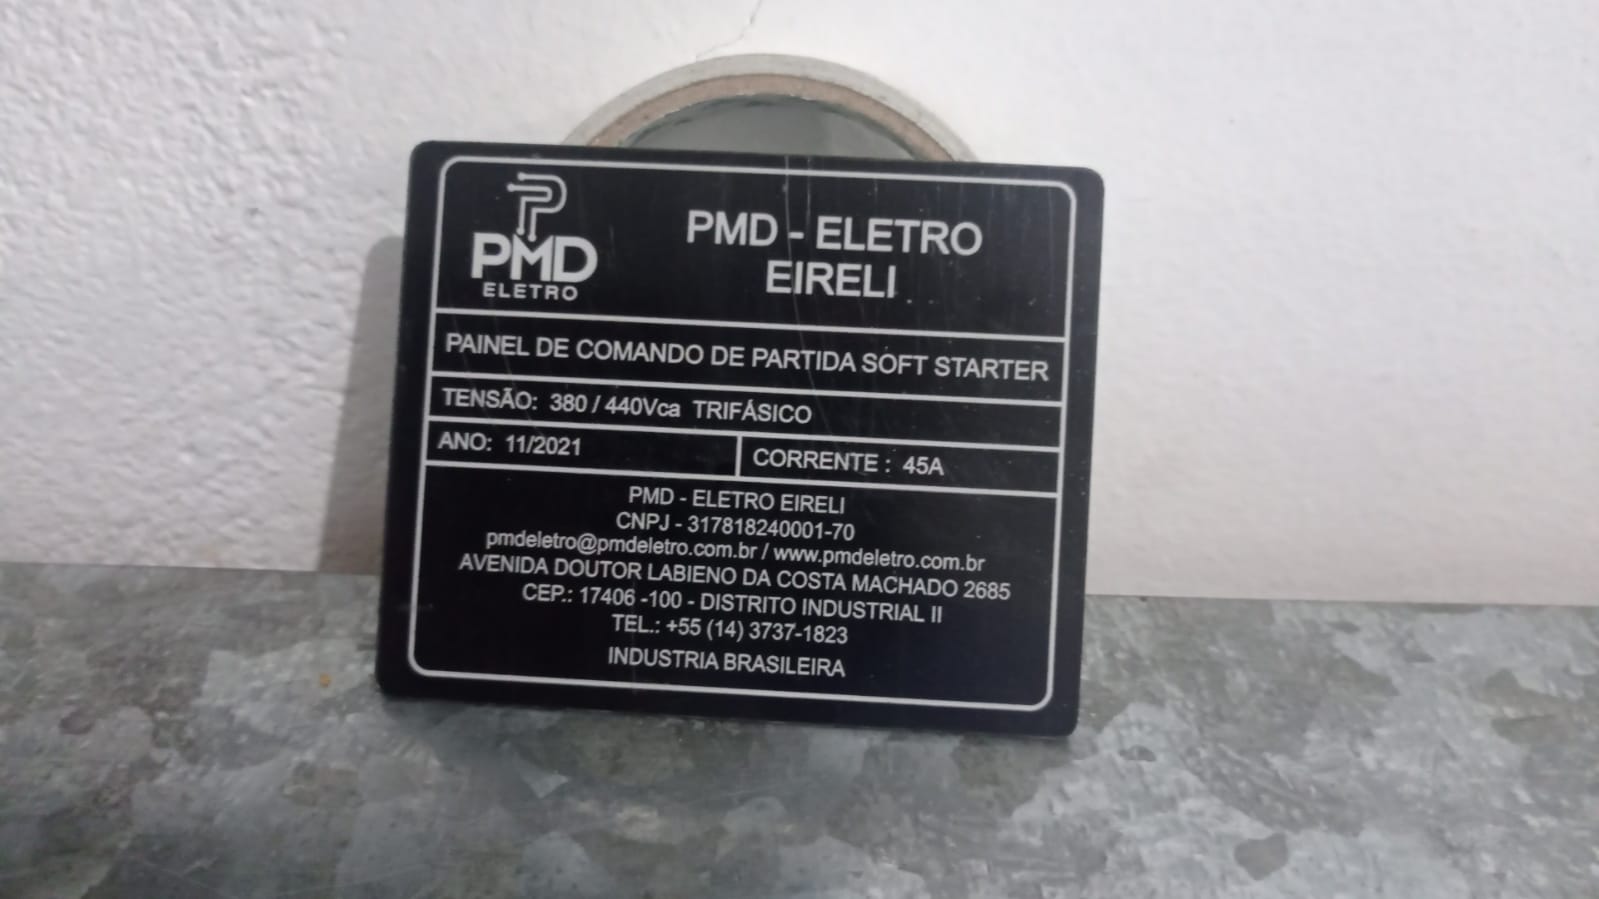 PMD
ELETRO
PMD - ELETRO
EIRELI
PAINEL DE COMANDO DE PARTIDA SOFT STARTER
TENSÃO: 380 / 440Vca TRIFÁSICO
ANO: 11/2021
CORRENTE : 45A
PMD - ELETRO EIRELI
CNPJ - 317818240001-70
pmdeletro@pmdeletro.com.br / www.pmdeletro.com.br
AVENIDA DOUTOR LABIENO DA COSTA MACHADO 2685
CEP.: 17406 -100 - DISTRITO INDUSTRIAL II
TEL.: +55 (14) 3737-1823
INDUSTRIA BRASILEIRA